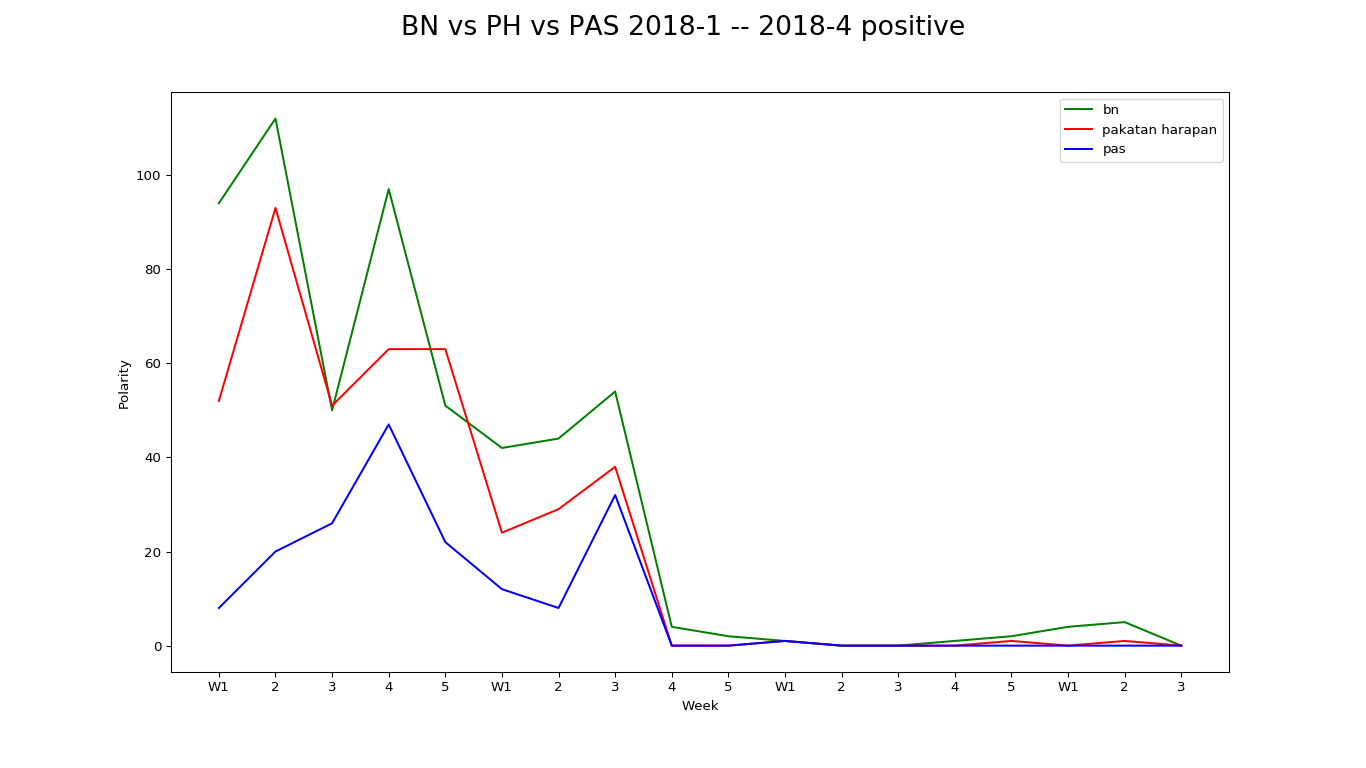 BN vs PH vs PAS 2018-1 -- 2018-4 positive
bn
pakatan harapan
pas
100
80
60
40
20
0
Polarity
W1 2 3 4 5 W1 2 3 4 5 W1 2 3 4 5 W1 2 3
Week